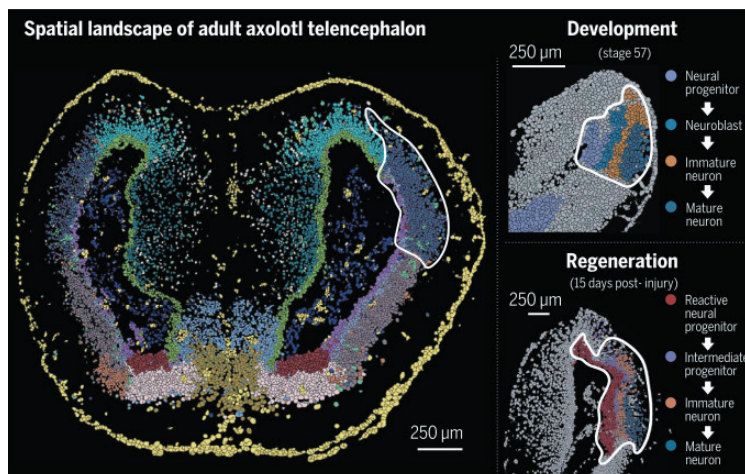 Spatial landscape of adult axolotl telencephalon
250 µm
Development
(stage 57)
250 µm
Neural
progenitor
Neuroblast
Immature
neuron
Mature
neuron
Regeneration
(15 days post- injury)
250 µm
Reactive
neural
progenitor
Intermediate
progenitor
Immature
neuron
Mature
neuron